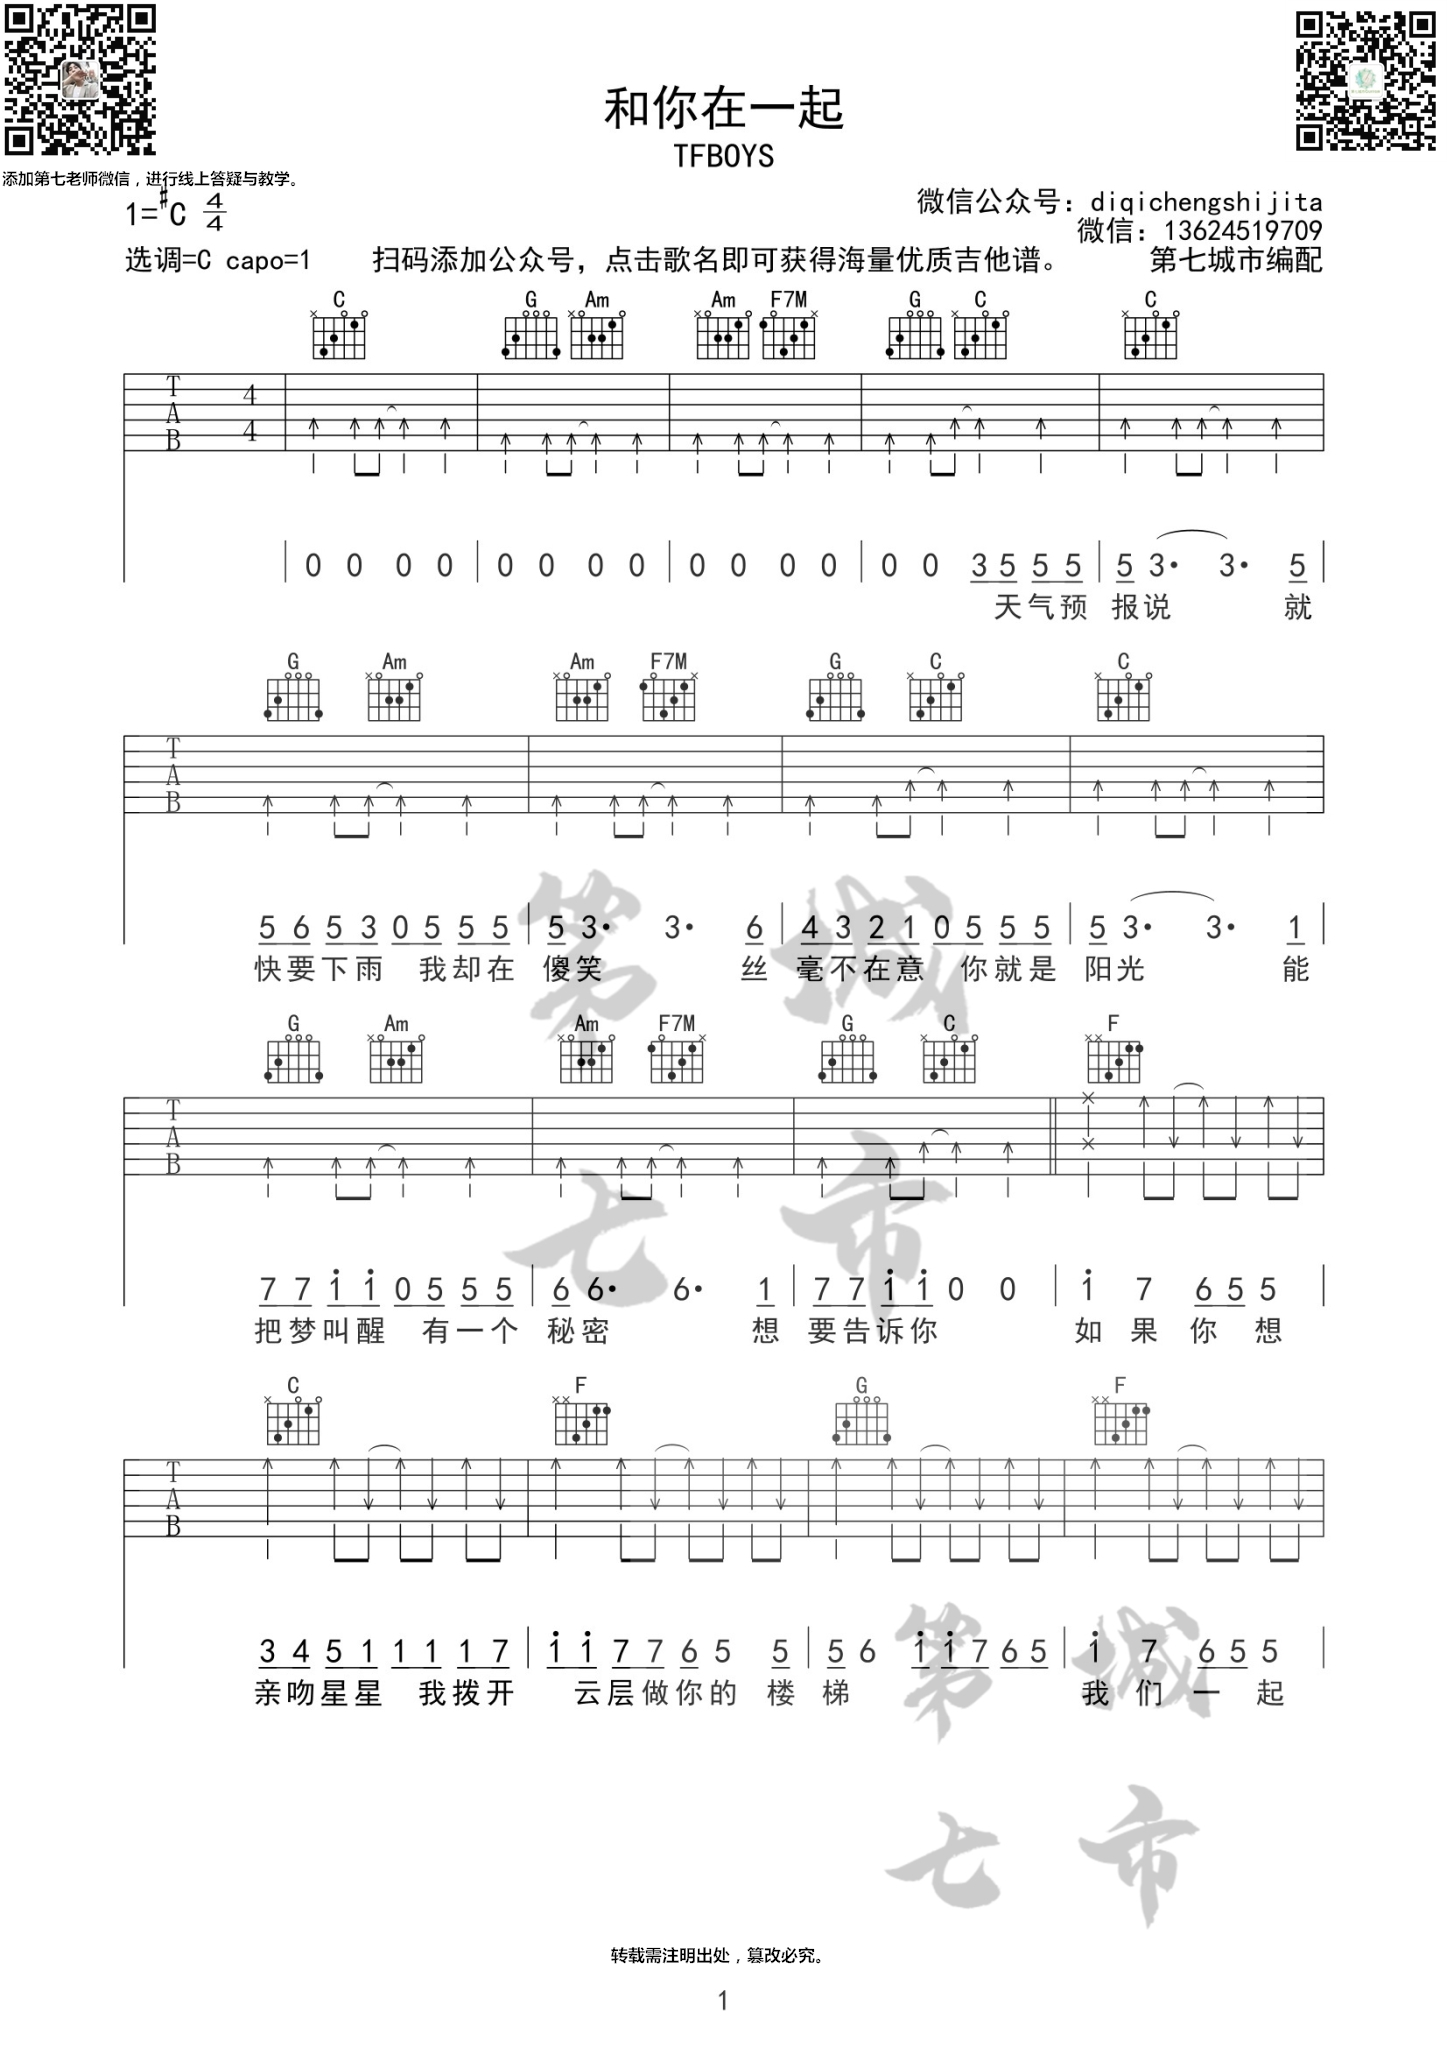 和你在一起
TFBOYS
添加第七老师微信，进行线上答疑与教学。
1=#C 4/4
微信公众号：diqichengshijita
微信：13624519709
选调=C capo=1 扫码添加公众号，点击歌名即可获得海量优质吉他谱。 第七城市编配
C G Am Am F7M G C C
T A B 4 4
0 0 0 0 0 0 0 0 0 0 0 0 0 0 3 5 5 5 5 3· 3· 5
天气预 报说 就
G Am Am F7M G C C
T A B
5 6 5 3 0 5 5 5 5 3· 3· 6 4 3 2 1 0 5 5 5 5 3· 3· 1
快要下雨 我却在 傻笑 丝 毫不在意 你就是 阳光 能
G Am Am F7M G C F
T A B
7 7 i i 0 5 5 5 6 6· 6· 1 7 7 i i 0 0 i 7 6 5 5
把梦叫醒 有一个 秘密 想 要告诉你 如 果 你 想
C F G F
T A B
3 4 5 1 1 1 1 7 i i 7 7 6 5 5 5 6 i i 7 6 5 i 7 6 5 5
亲吻星星 我拨开 云层做你的 楼 梯 我 们 一 起
第 城
七 市
第 城
七 市
转载需注明出处，篡改必究。
1